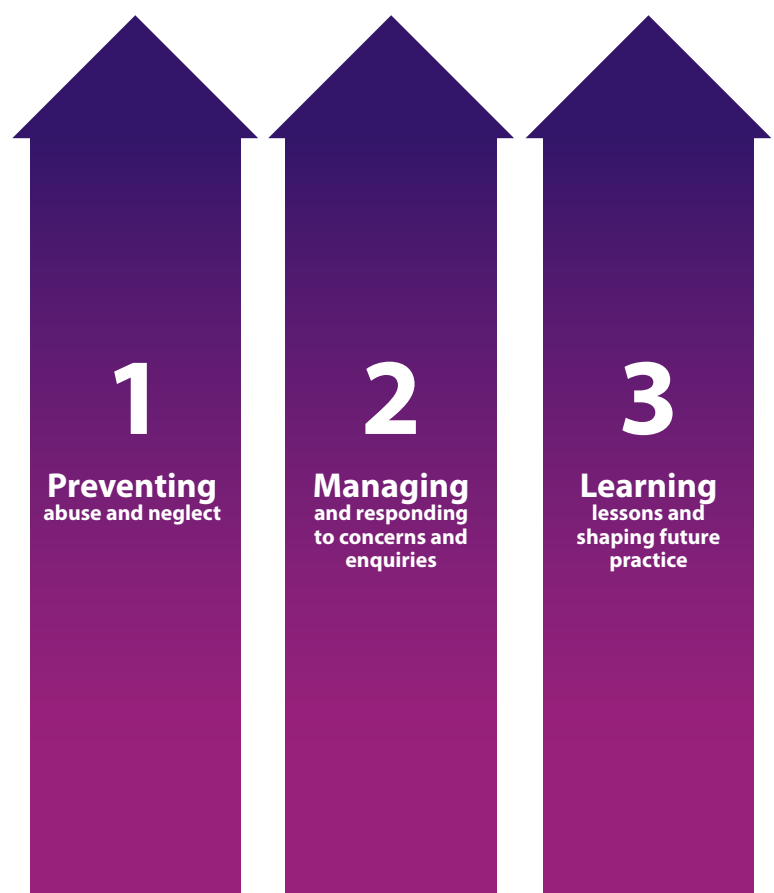 1
Preventing
abuse and neglect
2
Managing
and responding
to concerns and
enquiries
3
Learning
lessons and
shaping future
practice